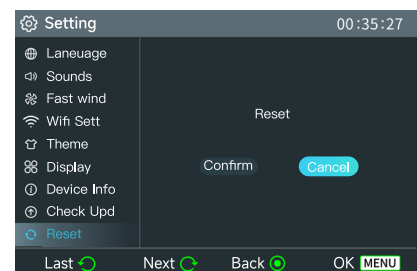 Setting 00:35:27
Laneuage
Sounds
Fast wind
Wifi Sett
Theme
Display
Device Info
Check Upd
Reset
Reset
Confirm Cancel
Last Next Back OK MENU